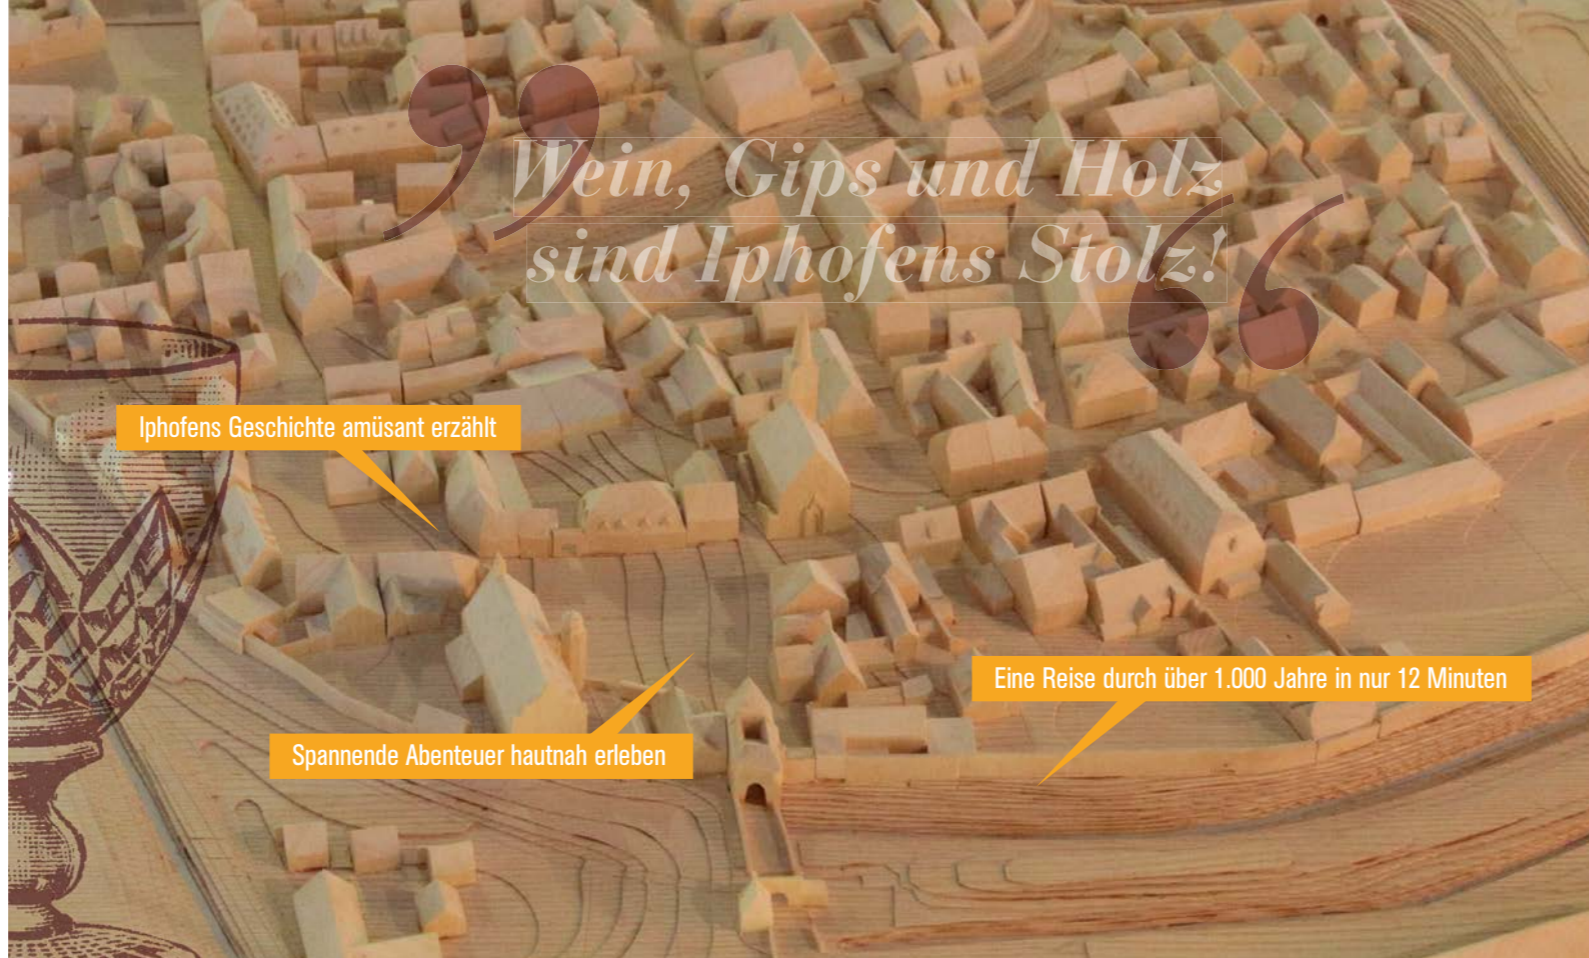 „Wein, Gips und Holz
sind Iphofens Stolz!“
Iphofens Geschichte amüsant erzählt
Eine Reise durch über 1.000 Jahre in nur 12 Minuten
Spannende Abenteuer hautnah erleben